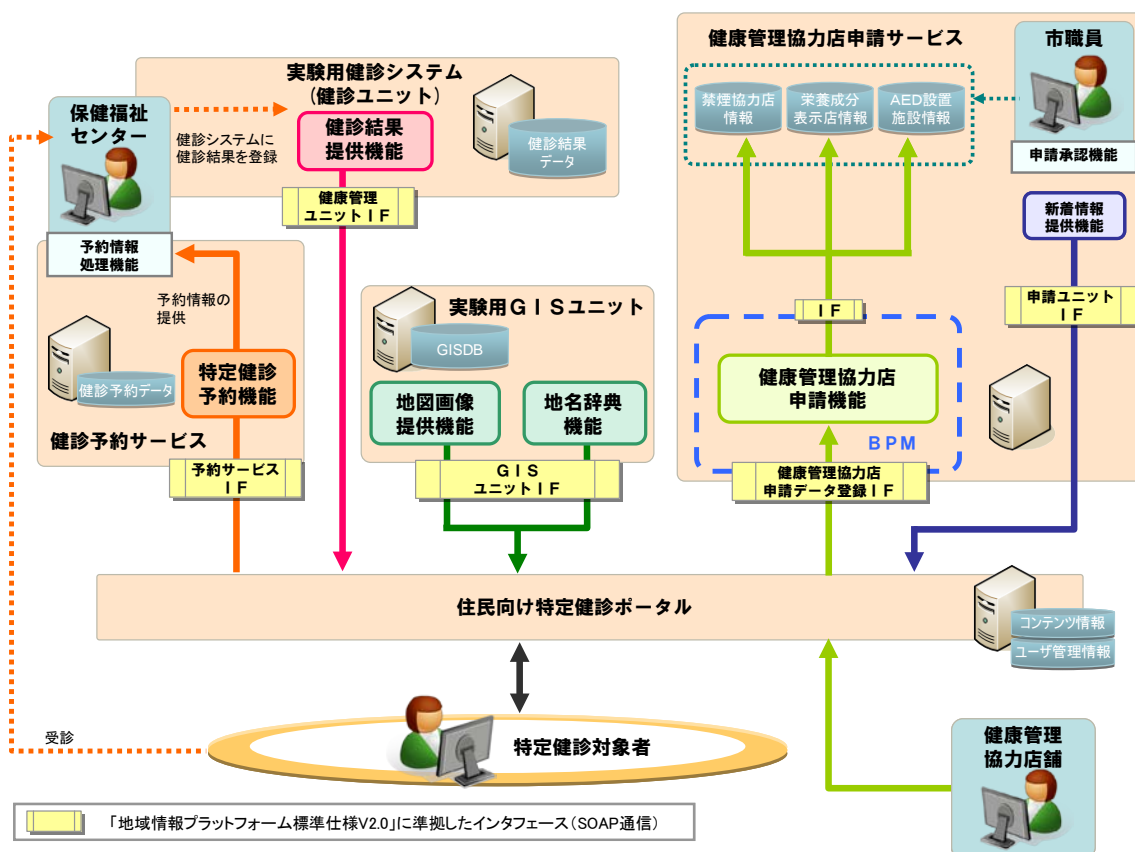 実験用健診システム
(健診ユニット)
健診結果
提供機能
健診結果
データ
保健福祉
センター
健診システムに
健診結果を登録
健康管理
ユニットIF
予約情報
処理機能
予約情報の
提供
健診予約データ
特定健診
予約機能
健診予約サービス
予約サービス
IF
実験用GISユニット
GISDB
地図画像
提供機能
地名辞典
機能
GIS
ユニットIF
健康管理協力店申請サービス
禁煙協力店
情報
栄養成分
表示店情報
AED設置
施設情報
市職員
申請承認機能
新着情報
提供機能
申請ユニット
IF
IF
健康管理協力店
申請機能
BPM
健康管理協力店
申請データ登録IF
住民向け特定健診ポータル
コンテンツ情報
ユーザ管理情報
受診
特定健診対象者
健康管理
協力店舗
「地域情報プラットフォーム標準仕様V2.0」に準拠したインタフェース(SOAP通信)